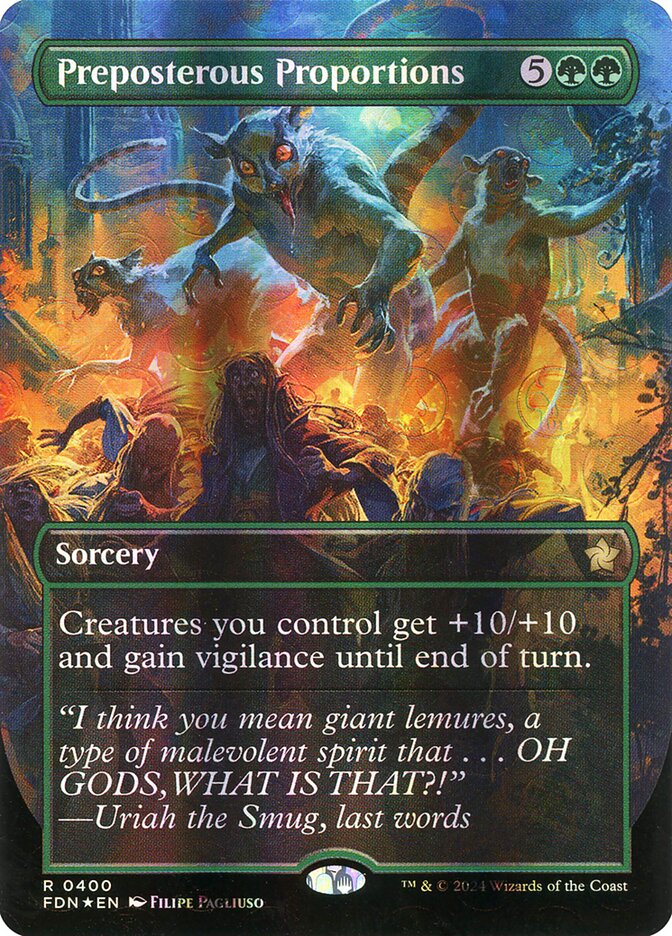 Preposterous Proportions 5
Sorcery
Creatures you control get +10/+10
and gain vigilance until end of turn.
“I think you mean giant lemures, a
type of malevolent spirit that . . . OH
GODS, WHAT IS THAT?!”
—Uriah the Smug, last words
R 0400
™ & © 2024 Wizards of the Coast
FDN★EN Filipe Pagliuso